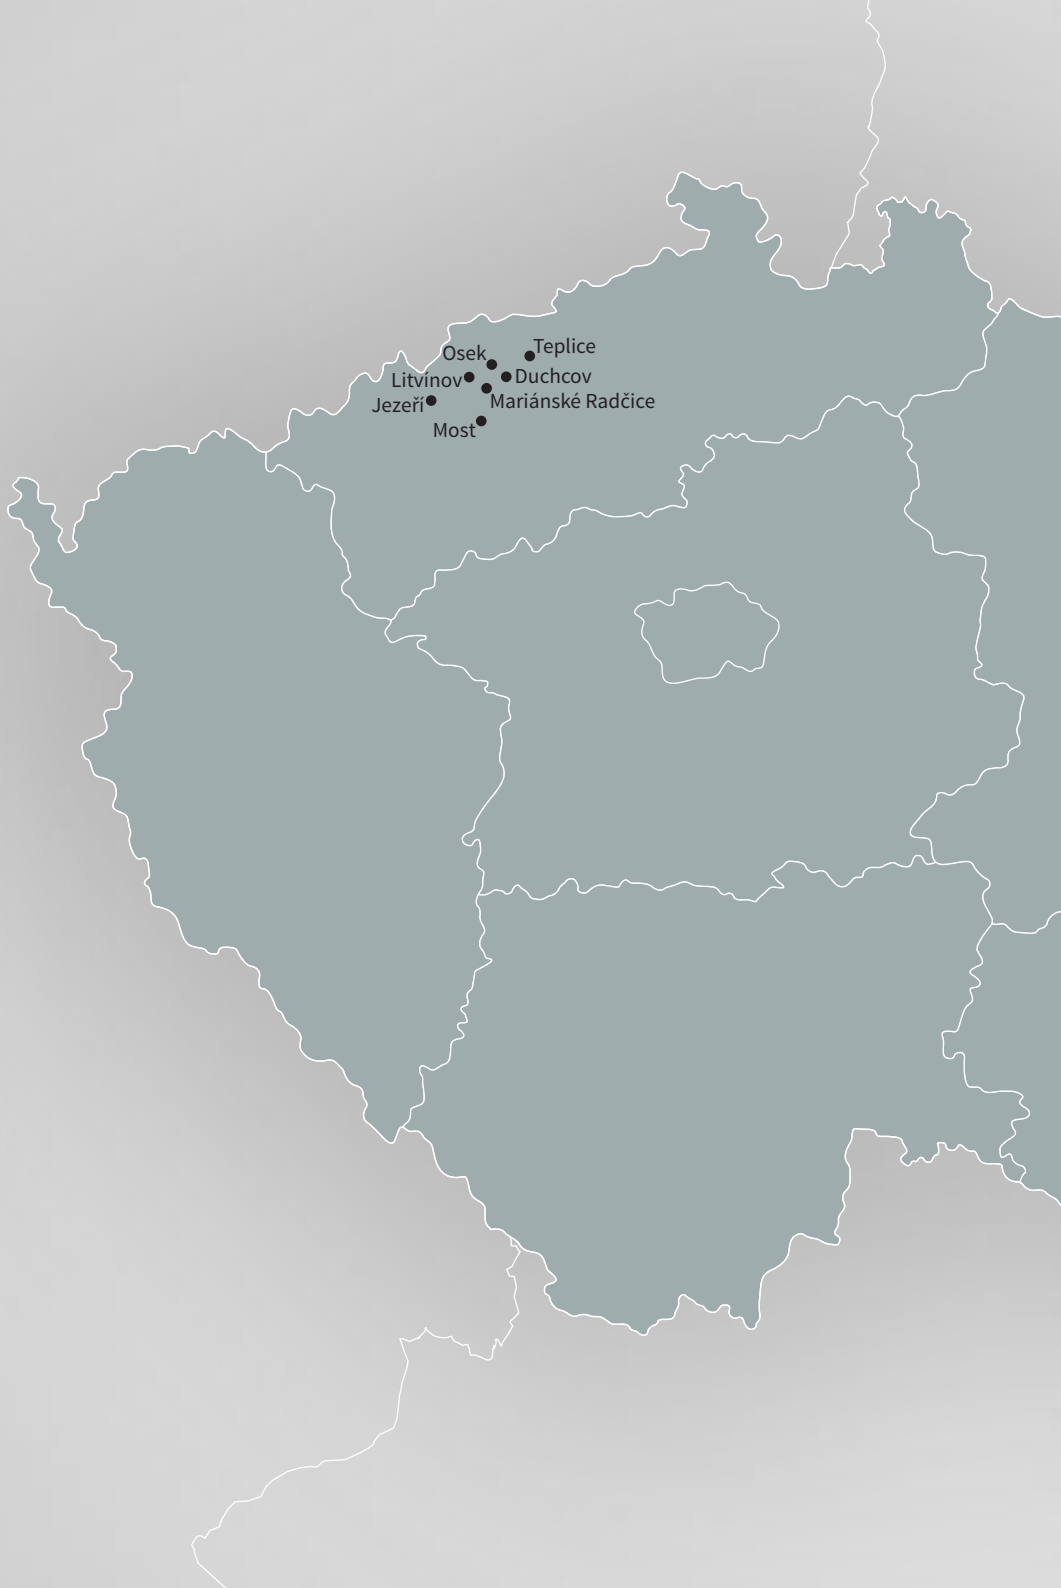 Teplice
Osek
Duchcov
Litvínov
Mariánské Radčice
Jezeří
Most